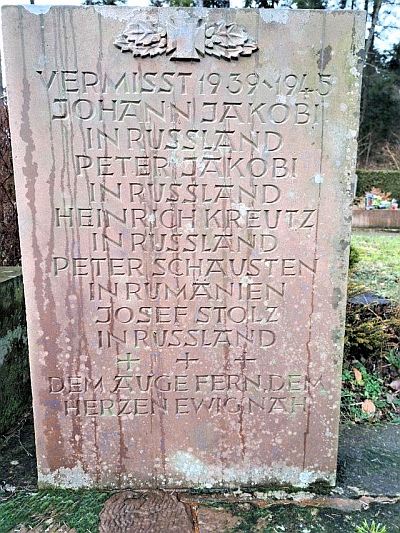 VERMISST 1939-1945
JOHANN JAKOBI
IN RUSSLAND
PETER JAKOBI
IN RUSSLAND
HEINRICH KREUTZ
IN RUSSLAND
PETER SCHAUSTEN
IN RUMÄNIEN
JOSEF STOLZ
IN RUSSLAND
DEM AUGE FERN, DEM
HERZEN EWIG NAH